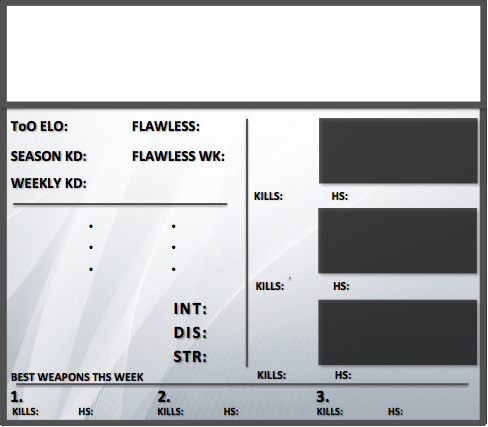 ToO ELO: FLAWLESS:
SEASON KD: FLAWLESS WK:
WEEKLY KD:
KILLS: HS:
• •
• •
• •
KILLS: HS:
INT:
DIS:
STR:
KILLS: HS:
BEST WEAPONS THS WEEK
1. 2. 3.
KILLS: HS: KILLS: HS: KILLS: HS: